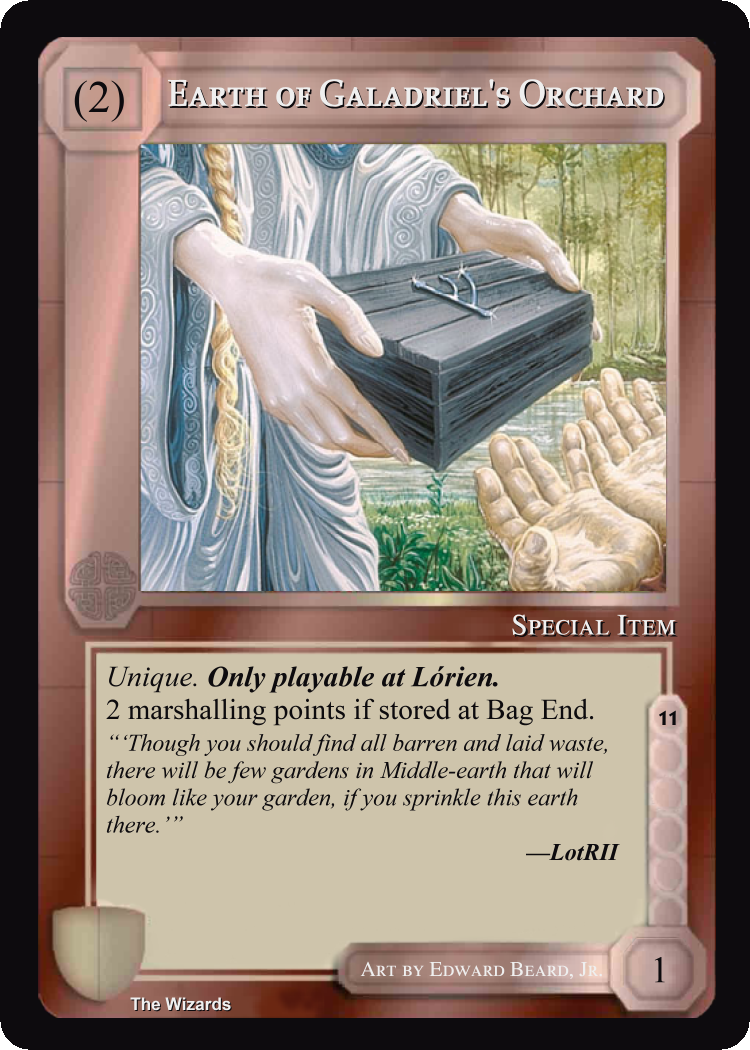 (2) Earth of Galadriel's Orchard
Special Item
Unique. Only playable at Lórien.
2 marshalling points if stored at Bag End.
“‘Though you should find all barren and laid waste,
there will be few gardens in Middle-earth that will
bloom like your garden, if you sprinkle this earth
there.’”
—LotRII
11
Art by Edward Beard, Jr.
1
The Wizards